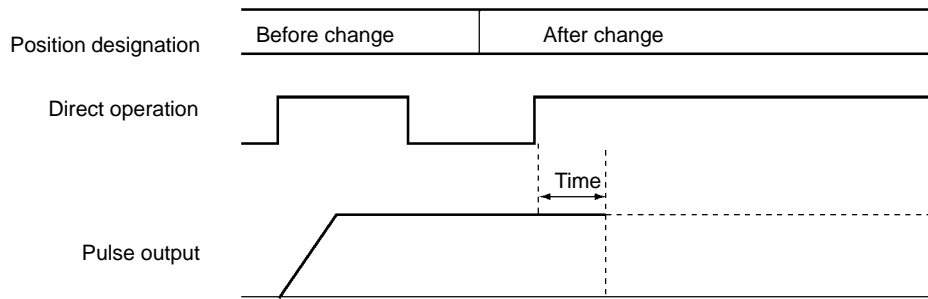 Position designation
Before change
After change
Direct operation
Time
Pulse output